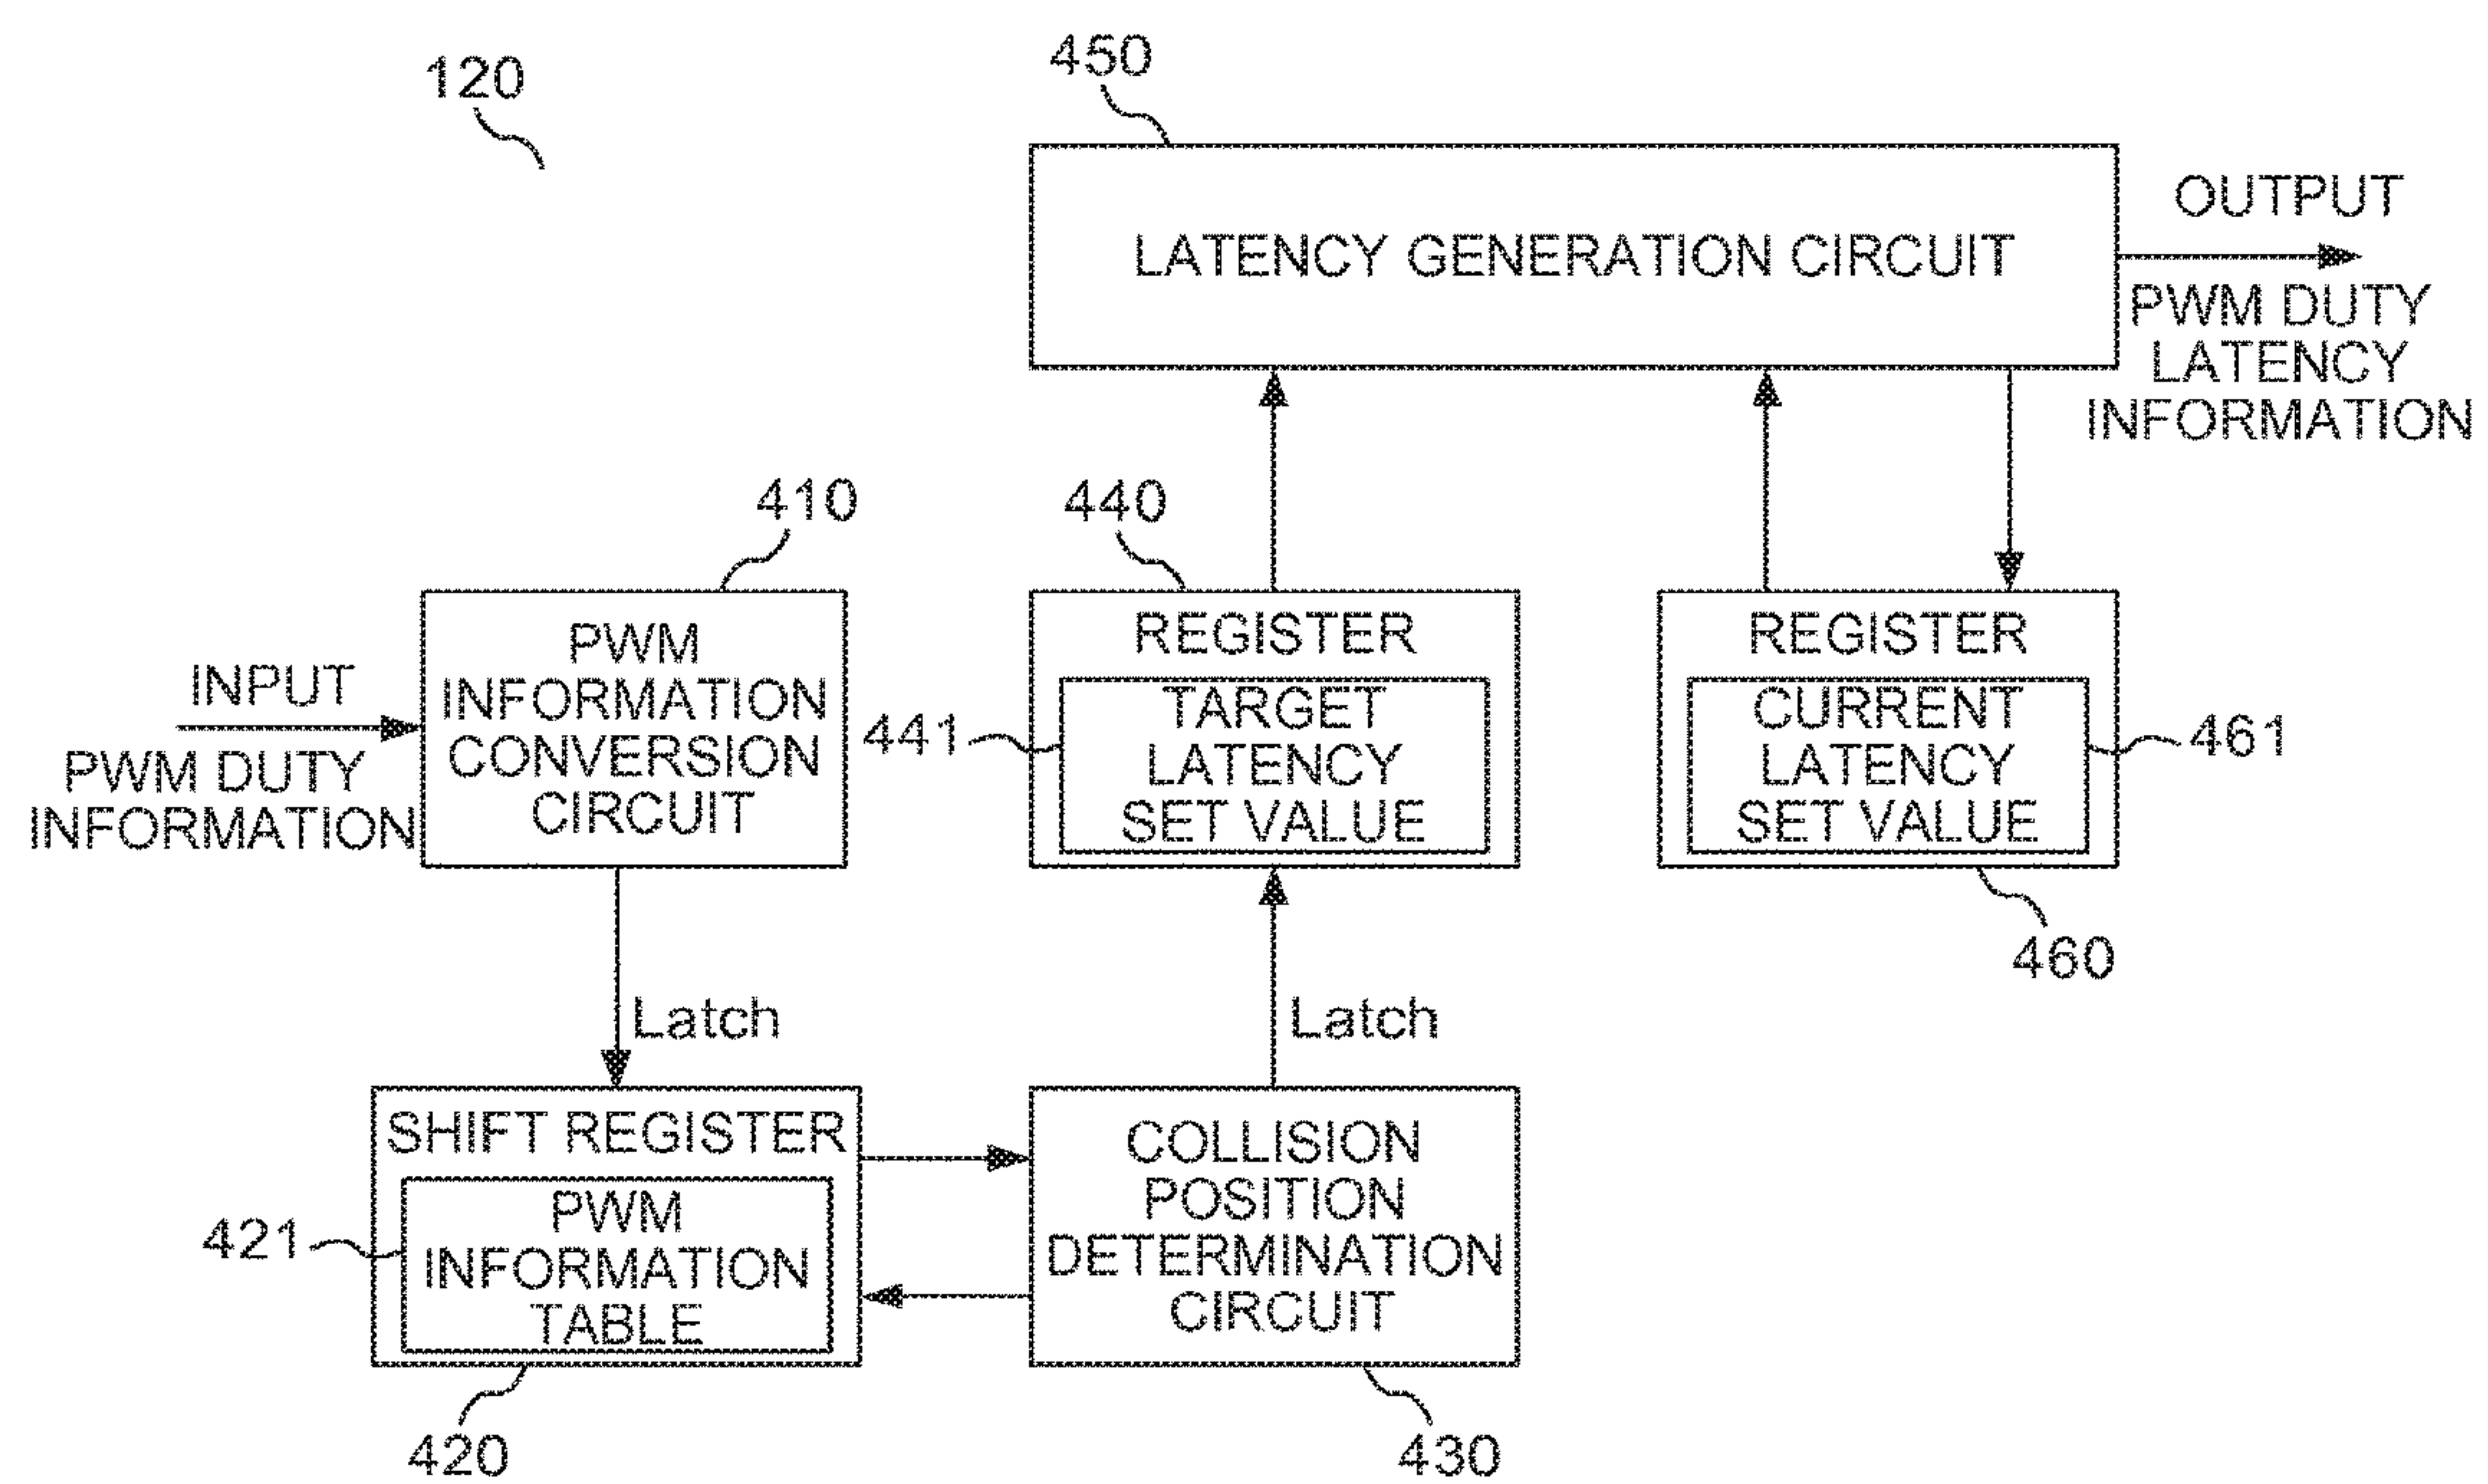 120
450
LATENCY GENERATION CIRCUIT
OUTPUT
PWM DUTY
LATENCY
INFORMATION
INPUT
PWM DUTY
INFORMATION
410
PWM
INFORMATION
CONVERSION
CIRCUIT
440
REGISTER
441
TARGET
LATENCY
SET VALUE
REGISTER
CURRENT
LATENCY
SET VALUE
461
460
Latch
Latch
SHIFT REGISTER
421
PWM
INFORMATION
TABLE
420
COLLISION
POSITION
DETERMINATION
CIRCUIT
430